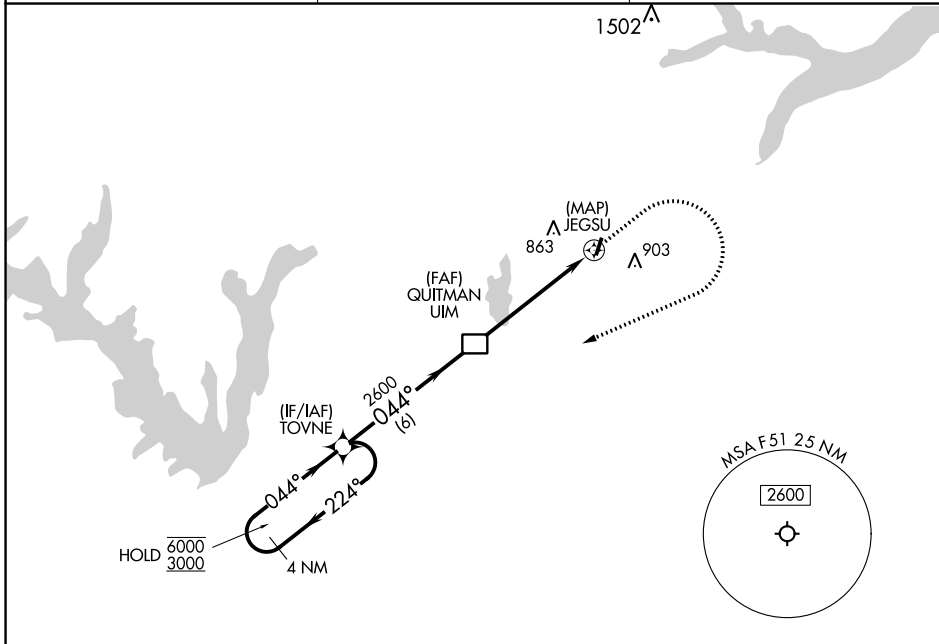 1502
(MAP)
JEGSU
863
903
(FAF)
QUITMAN
UIM
2600
044°
(6)
(IF/IAF)
TOVNE
044°
224°
HOLD 6000
3000
4 NM
MSA F51 25 NM
2600